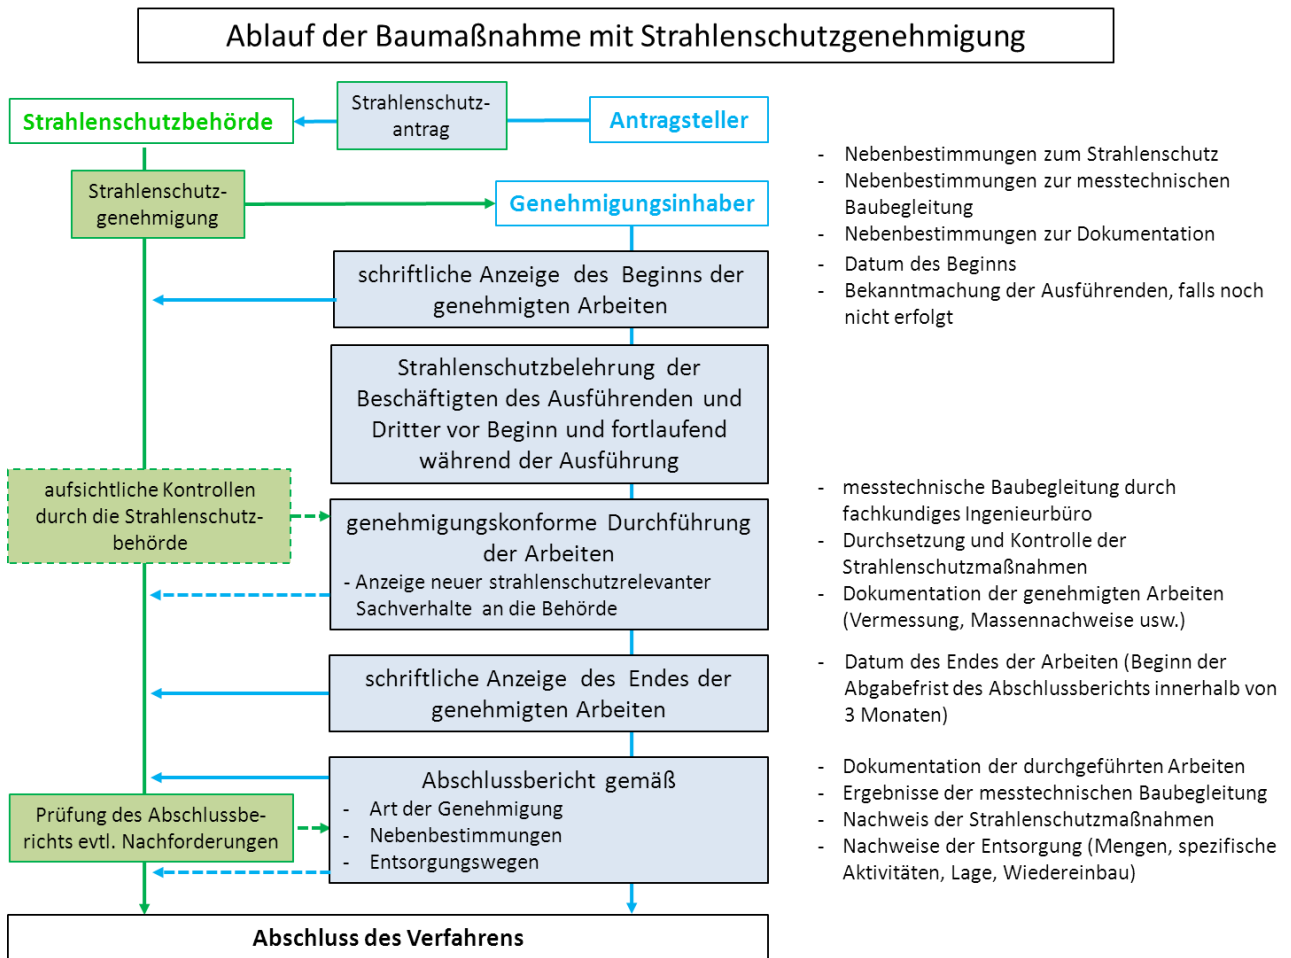 Ablauf der Baumaßnahme mit Strahlenschutzgenehmigung
Strahlenschutzbehörde
Strahlenschutz-
antrag
Antragsteller
Strahlenschutz-
genehmigung
Genehmigungsinhaber
- Nebenbestimmungen zum Strahlenschutz
- Nebenbestimmungen zur messtechnischen
Baubegleitung
- Nebenbestimmungen zur Dokumentation
schriftliche Anzeige des Beginns der
genehmigten Arbeiten
- Datum des Beginns
- Bekanntmachung der Ausführenden, falls noch
nicht erfolgt
Strahlenschutzbelehrung der
Beschäftigten des Ausführenden und
Dritter vor Beginn und fortlaufend
während der Ausführung
aufsichtliche Kontrollen
durch die Strahlenschutz-
behörde
genehmigungskonforme Durchführung
der Arbeiten
- Anzeige neuer strahlenschutzrelevanter
Sachverhalte an die Behörde
- messtechnische Baubegleitung durch
fachkundiges Ingenieurbüro
- Durchsetzung und Kontrolle der
Strahlenschutzmaßnahmen
- Dokumentation der genehmigten Arbeiten
(Vermessung, Massennachweise usw.)
schriftliche Anzeige des Endes der
genehmigten Arbeiten
- Datum des Endes der Arbeiten (Beginn der
Abgabefrist des Abschlussberichts innerhalb von
3 Monaten)
Abschlussbericht gemäß
- Art der Genehmigung
- Nebenbestimmungen
- Entsorgungswegen
Prüfung des Abschlussbe-
richts evtl. Nachforderungen
- Dokumentation der durchgeführten Arbeiten
- Ergebnisse der messtechnischen Baubegleitung
- Nachweis der Strahlenschutzmaßnahmen
- Nachweise der Entsorgung (Mengen, spezifische
Aktivitäten, Lage, Wiedereinbau)
Abschluss des Verfahrens